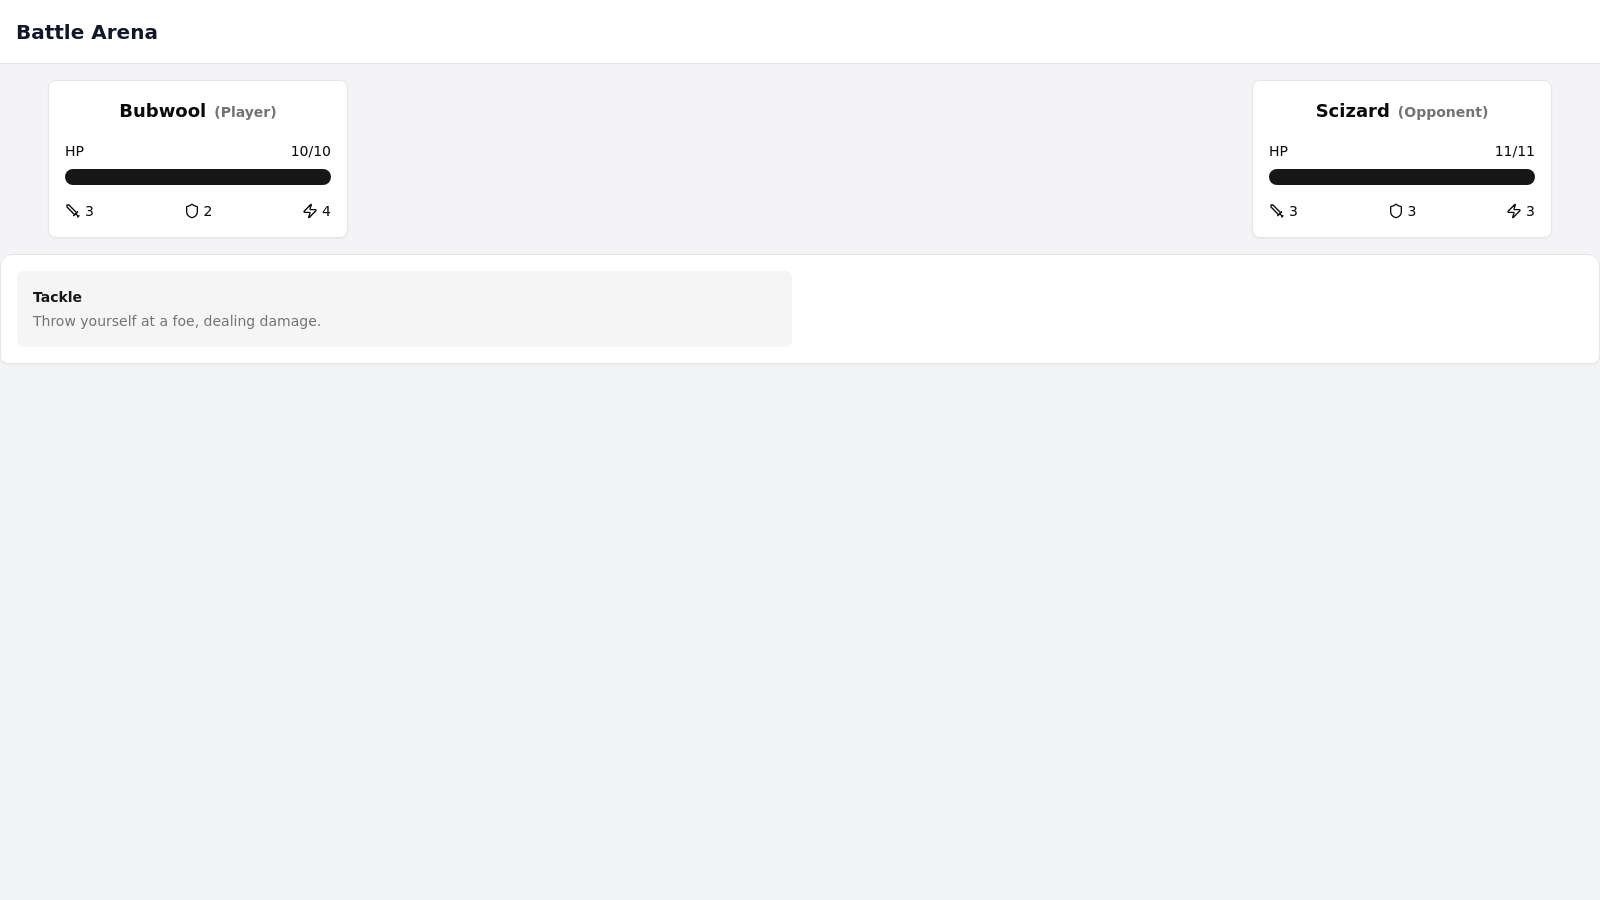 Battle Arena
Bubwool (Player)
HP 10/10
3 2 4
Scizard (Opponent)
HP 11/11
3 3 3
Tackle
Throw yourself at a foe, dealing damage.